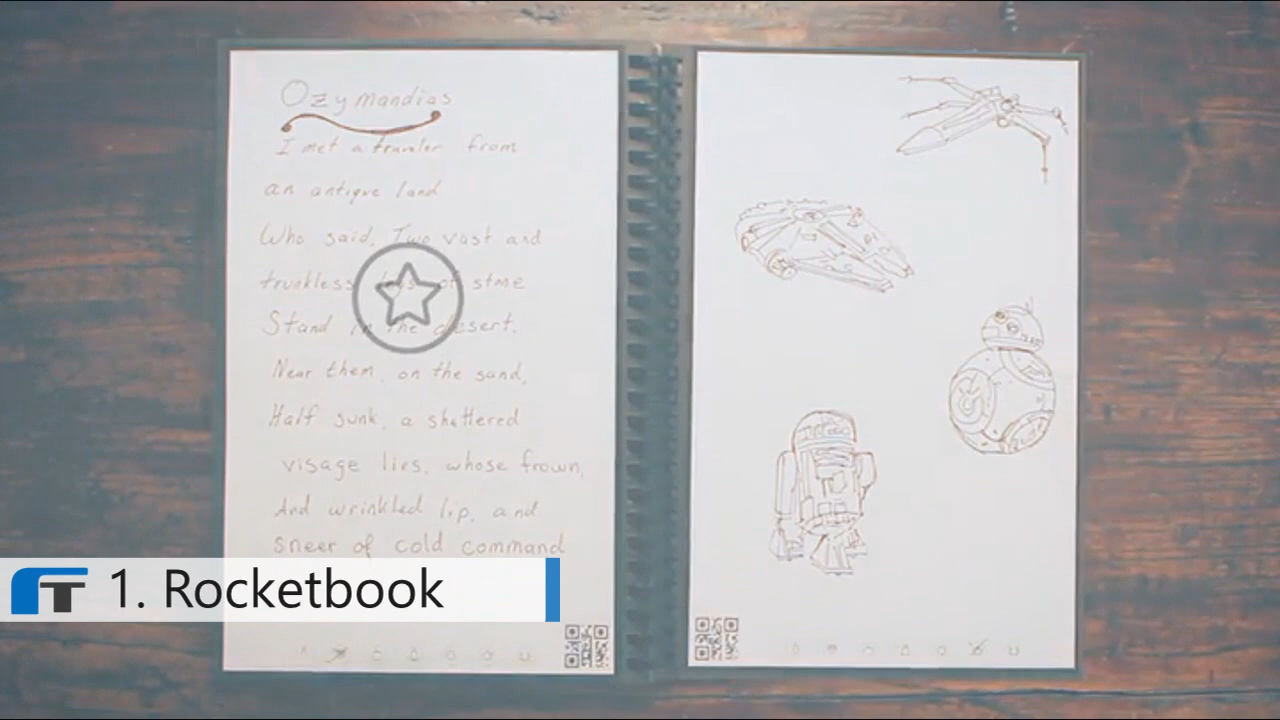 Ozymandias
I met a traveler from
an antique land
Who said, Two vast and
trunkless legs of stone
Stand in the desert.
Near them, on the sand,
Half sunk, a shattered
visage lies, whose frown,
And wrinkled lip, and
sneer of cold command
FT 1. Rocketbook